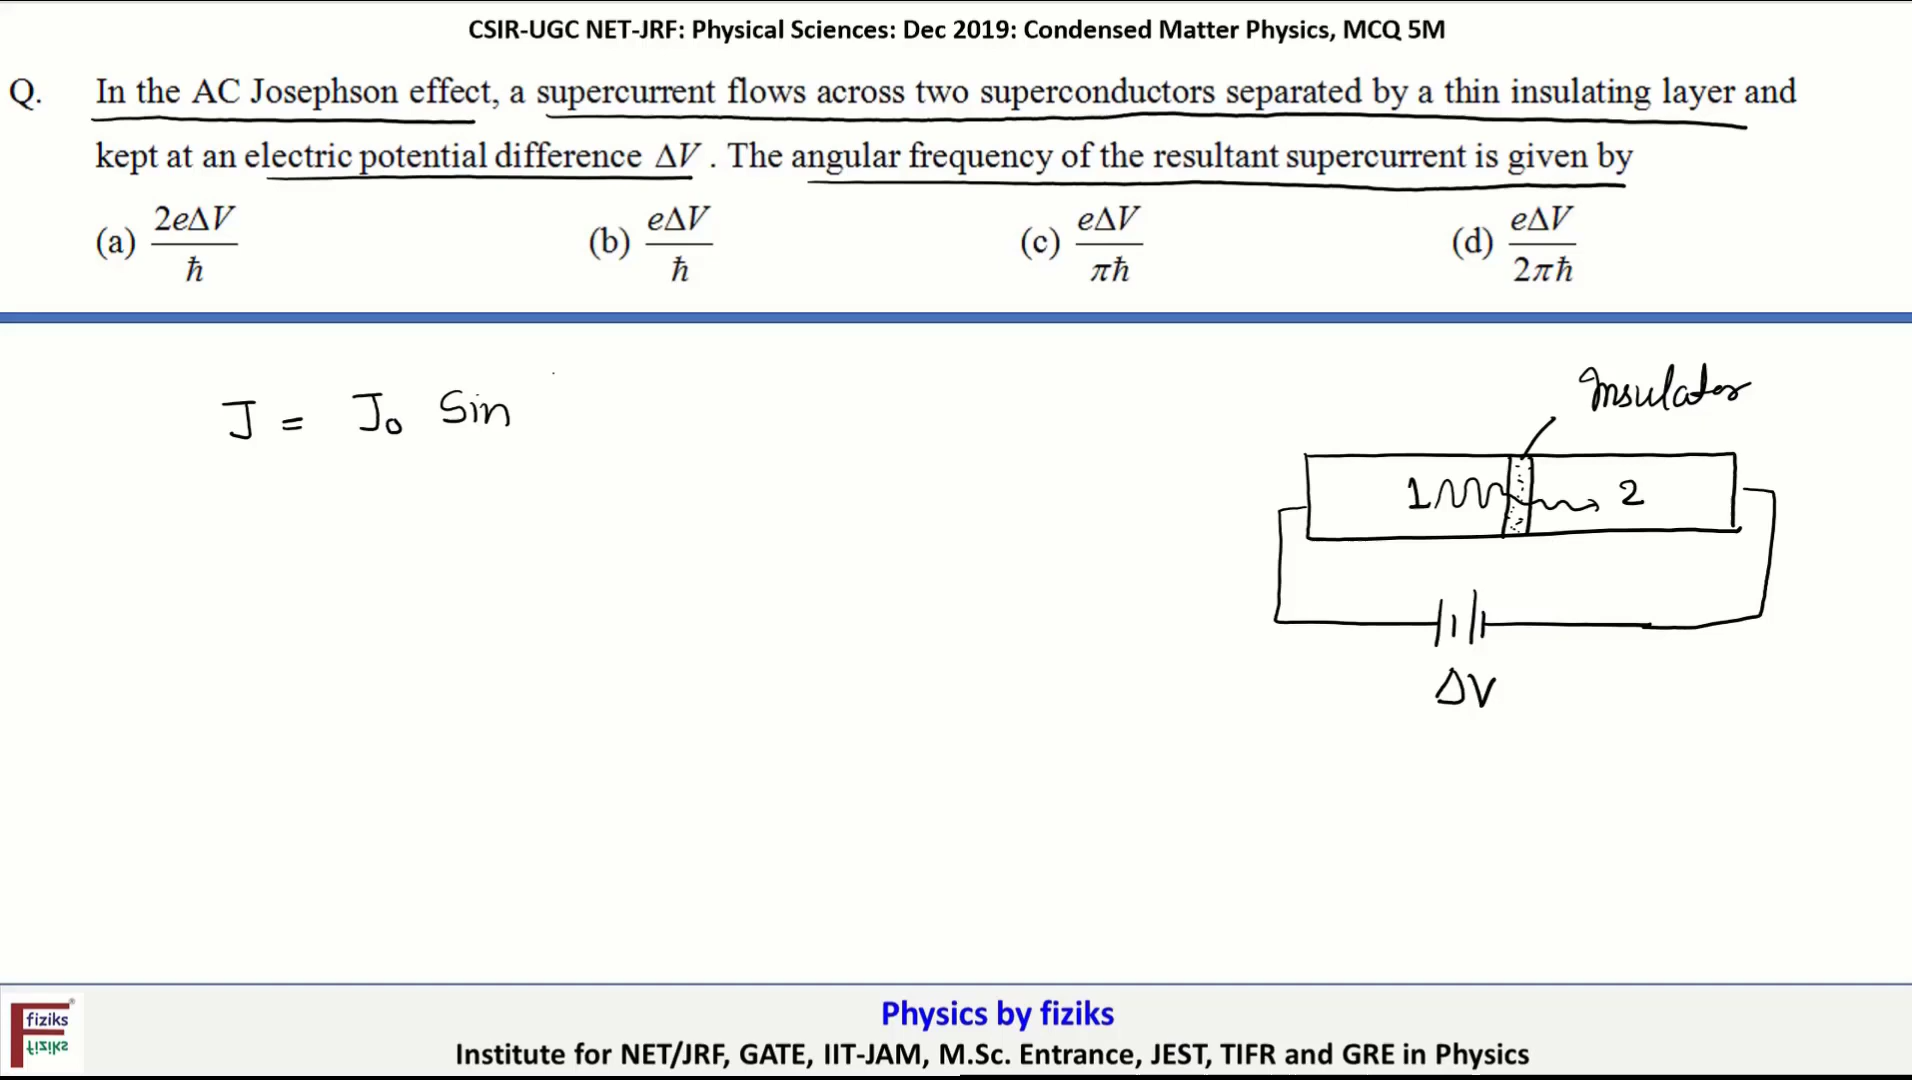 CSIR-UGC NET-JRF: Physical Sciences: Dec 2019: Condensed Matter Physics, MCQ 5M
Q. In the AC Josephson effect, a supercurrent flows across two superconductors separated by a thin insulating layer and
kept at an electric potential difference ΔV . The angular frequency of the resultant supercurrent is given by
(a) 2eΔV/ħ (b) eΔV/ħ (c) eΔV/πħ (d) eΔV/2πħ
J = J₀ Sin
Insulator
1 2
ΔV
fiziks
fiziks
Physics by fiziks
Institute for NET/JRF, GATE, IIT-JAM, M.Sc. Entrance, JEST, TIFR and GRE in Physics